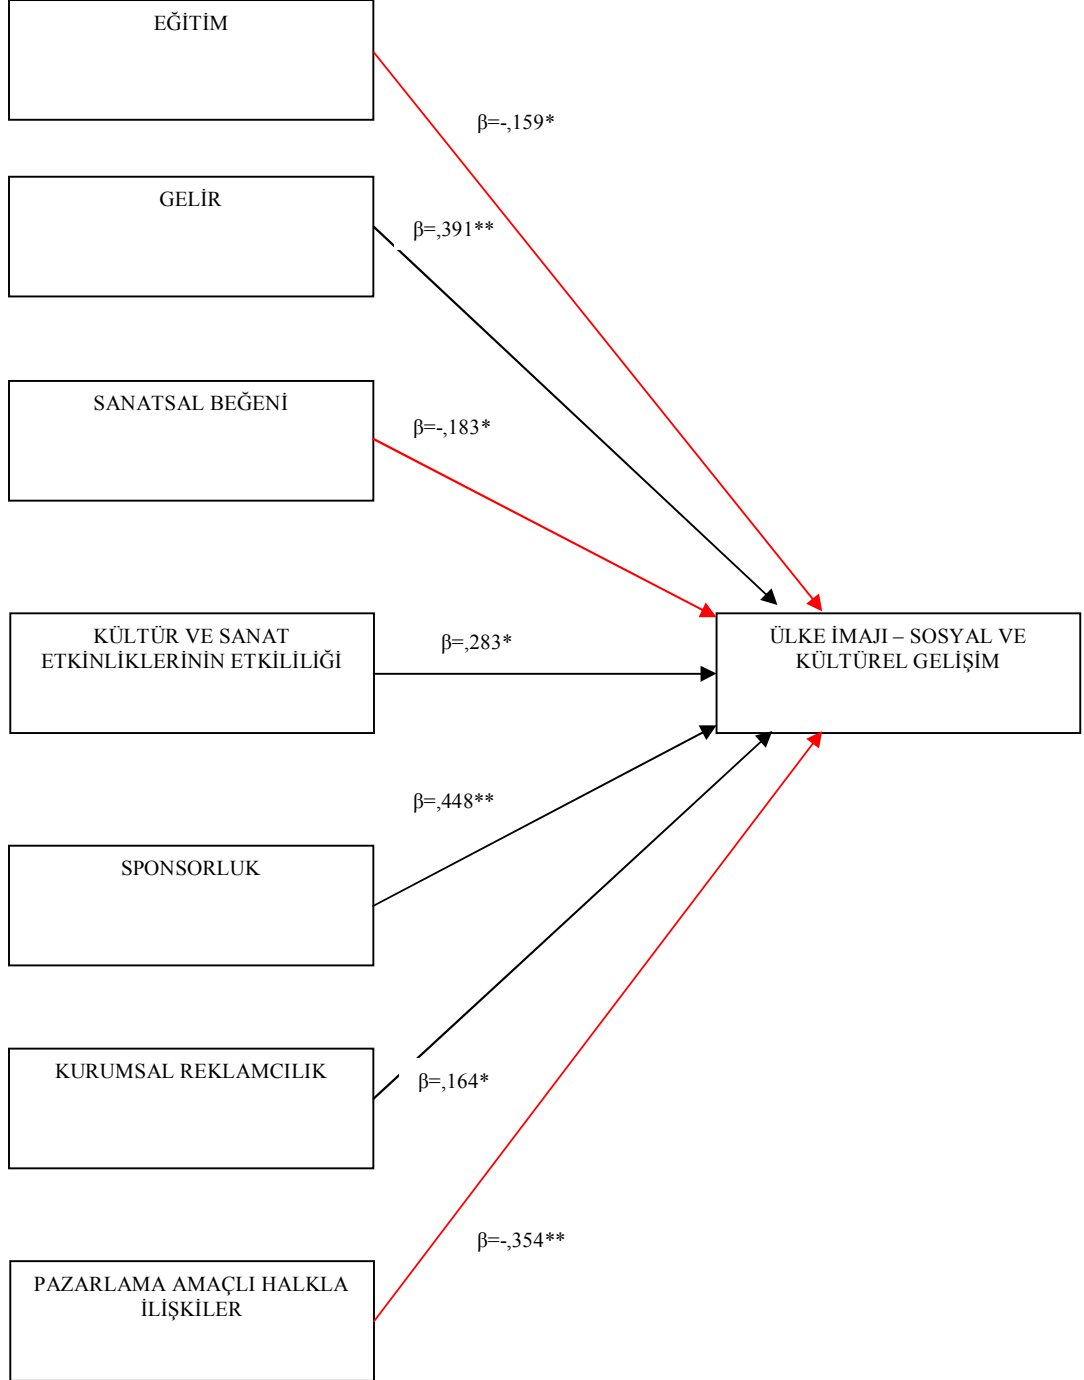 EĞİTİM
β=-,159*
GELİR
β=,391**
SANATSAL BEĞENİ
β=-,183*
KÜLTÜR VE SANAT
ETKİNLİKLERİNİN ETKİLİLİĞİ
β=,283*
ÜLKE İMAJI – SOSYAL VE
KÜLTÜREL GELİŞİM
β=,448**
SPONSORLUK
KURUMSAL REKLAMCILIK
β=,164*
β=-,354**
PAZARLAMA AMAÇLI HALKLA
İLİŞKİLER